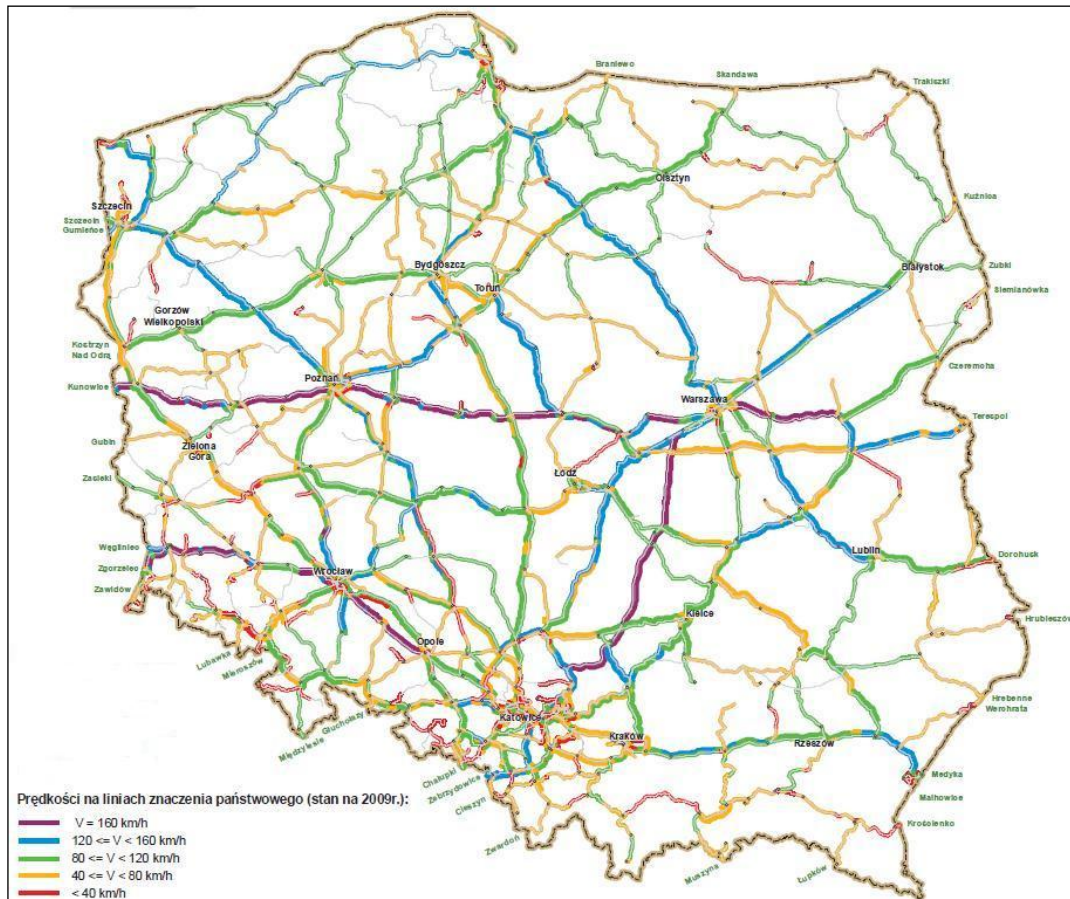 Braniewo
Skandawa
Trakiszki
Olsztyn
Kuźnica
Szczecin
Szczecin
Gumieńce
Bydgoszcz
Białystok
Zubki
Toruń
Siemianówka
Gorzów
Wielkopolski
Kostrzyn
Nad Odrą
Czeremcha
Poznań
Kunowice
Warszawa
Terespol
Gubin
Zielona
Góra
Łódź
Zasieki
Węgliniec
Lublin
Dorohusk
Zgorzelec
Wrocław
Zawidów
Kielce
Hrubieszów
Opole
Lubawka
Mieroszów
Hrebenne
Werchrata
Głuchołazy
Katowice
Międzylesie
Kraków
Rzeszów
Chałupki
Medyka
Zebrzydowice
Malhowice
Cieszyn
Prędkości na liniach znaczenia państwowego (stan na 2009r.):
Krościenko
V = 160 km/h
Zwardoń
120 <= V < 160 km/h
80 <= V < 120 km/h
Muszyna
Łupków
40 <= V < 80 km/h
< 40 km/h